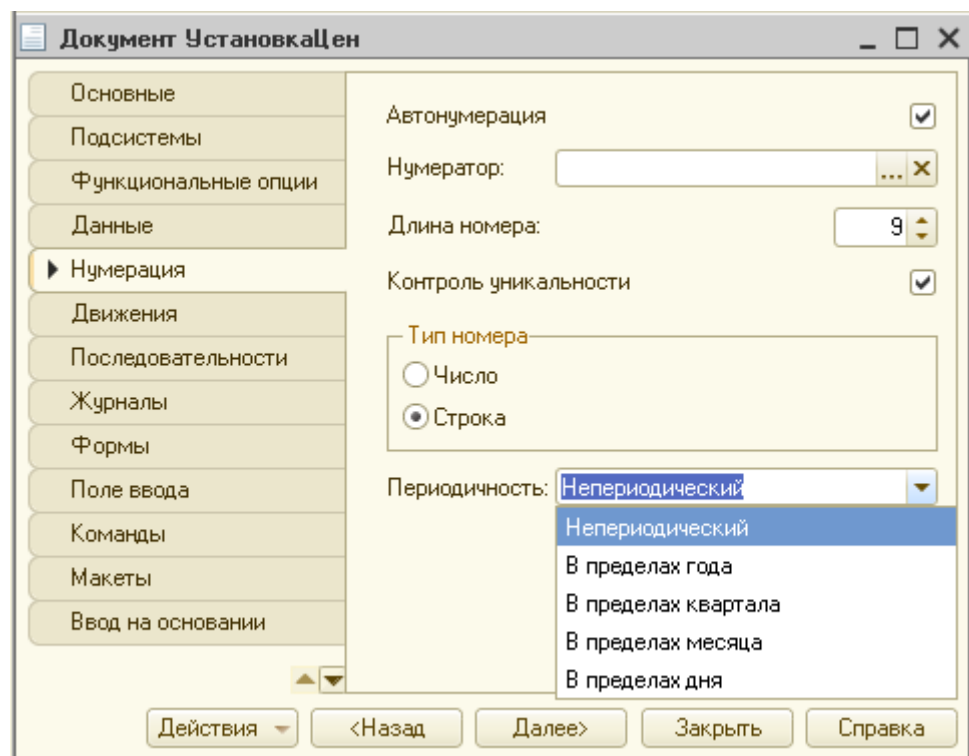 Документ УстановкаЦен
Основные
Подсистемы
Функциональные опции
Данные
Нумерация
Движения
Последовательности
Журналы
Формы
Поле ввода
Команды
Макеты
Ввод на основании
Автонумерация
Нумератор:
...
Длина номера: 9
Контроль уникальности
Тип номера
Число
Строка
Периодичность: Непериодический
Непериодический
В пределах года
В пределах квартала
В пределах месяца
В пределах дня
Действия <Назад Далее> Закрыть Справка